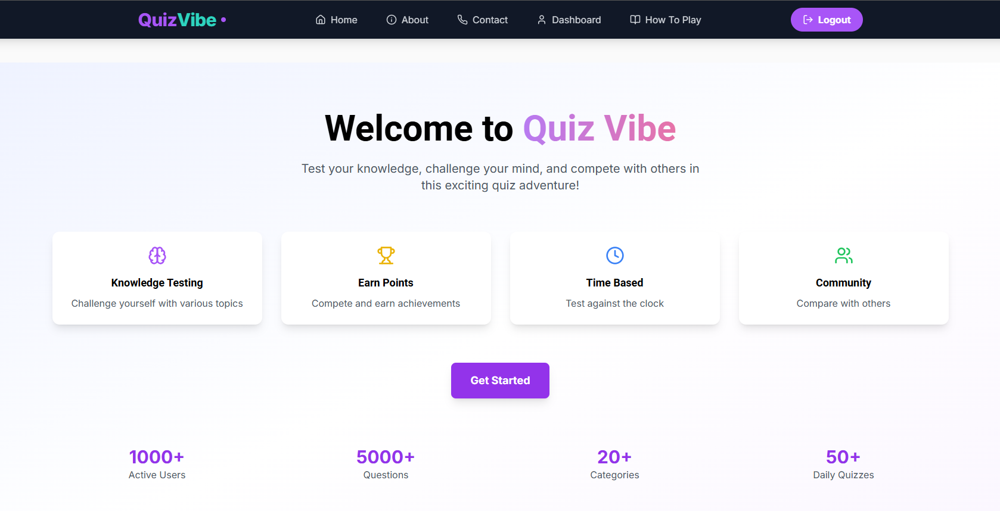 QuizVibe
Home
About
Contact
Dashboard
How To Play
Logout
Welcome to Quiz Vibe
Test your knowledge, challenge your mind, and compete with others in
this exciting quiz adventure!
Knowledge Testing
Challenge yourself with various topics
Earn Points
Compete and earn achievements
Time Based
Test against the clock
Community
Compare with others
Get Started
1000+
Active Users
5000+
Questions
20+
Categories
50+
Daily Quizzes